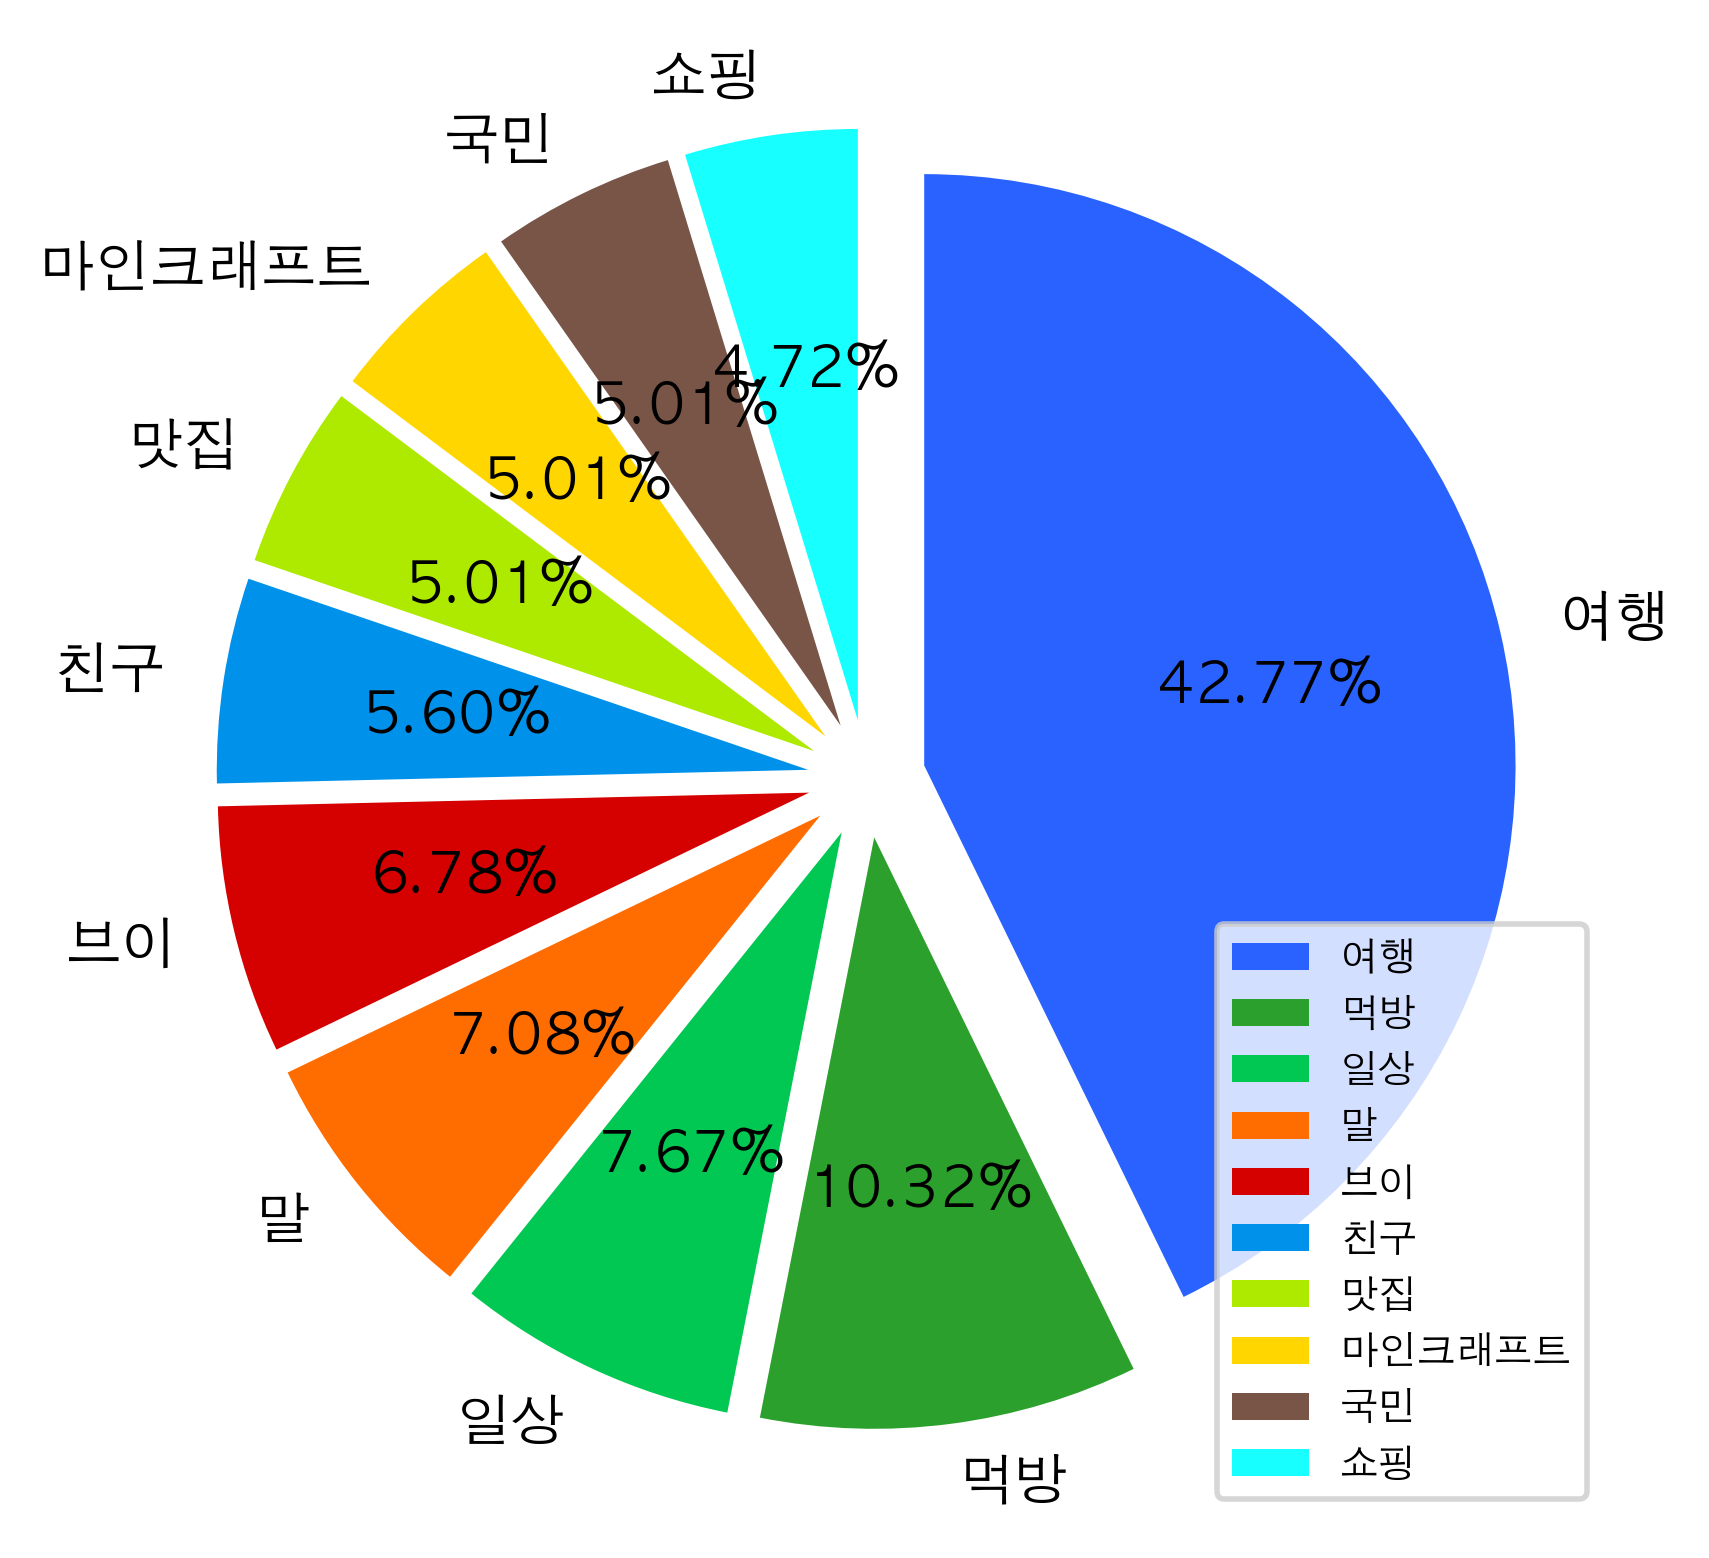 쇼핑
국민
마인크래프트
맛집
친구
브이
말
일상
먹방
여행
4.72%
5.01%
5.01%
5.01%
5.60%
6.78%
7.08%
7.67%
10.32%
42.77%
여행
먹방
일상
말
브이
친구
맛집
마인크래프트
국민
쇼핑